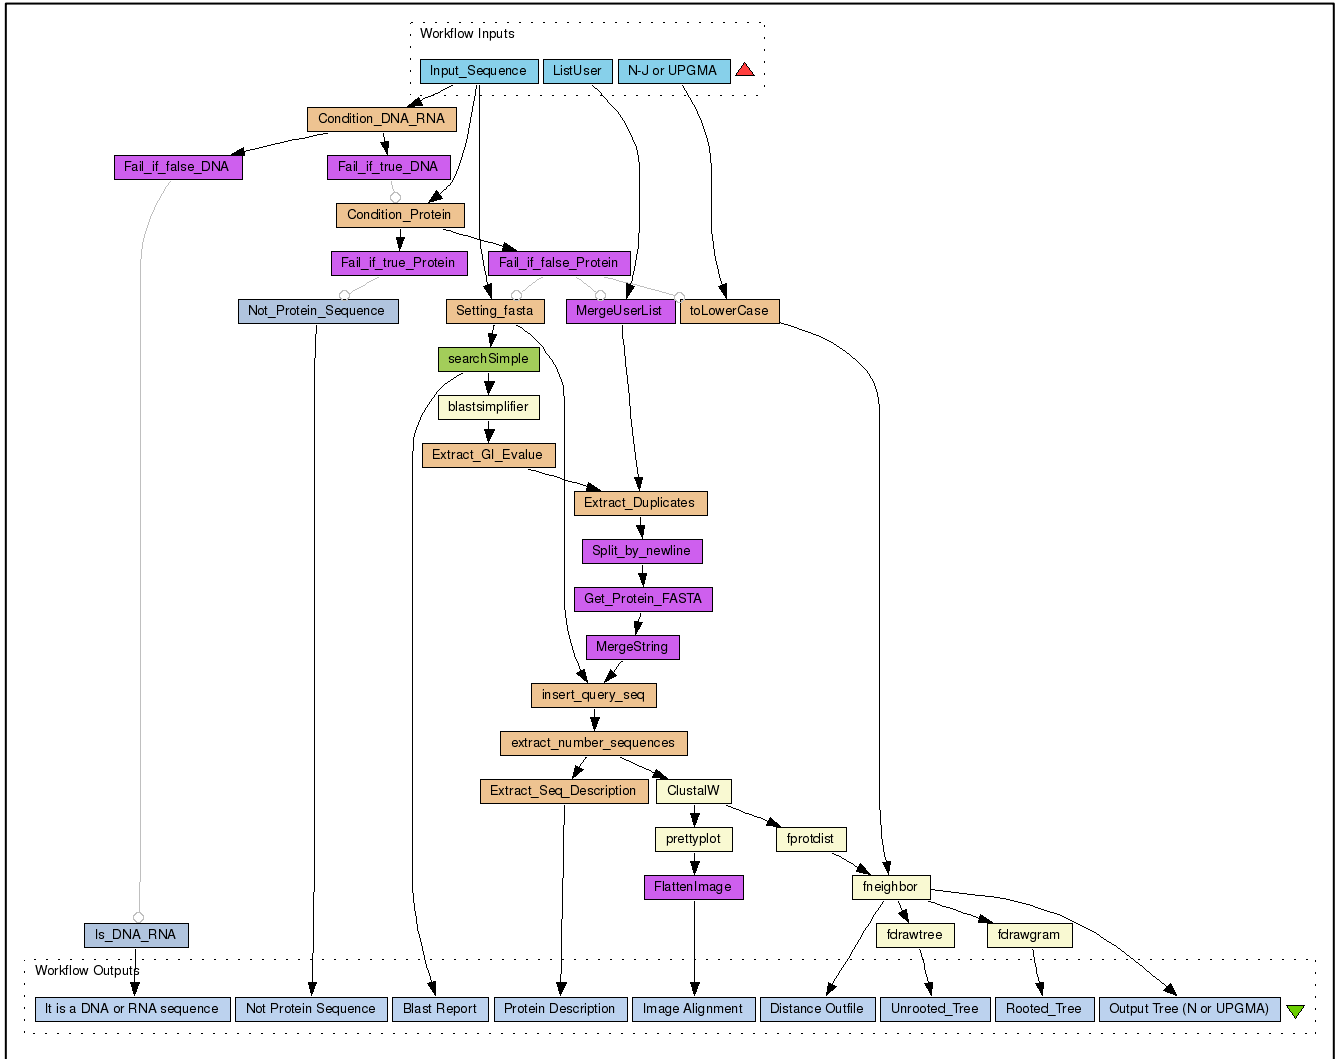 Workflow Inputs
Input_Sequence
ListUser
N-J or UPGMA
Condition_DNA_RNA
Fail_if_false_DNA
Fail_if_true_DNA
Condition_Protein
Fail_if_true_Protein
Fail_if_false_Protein
Not_Protein_Sequence
Setting_fasta
MergeUserList
toLowerCase
searchSimple
blastsimplifier
Extract_GI_Evalue
Extract_Duplicates
Split_by_newline
Get_Protein_FASTA
MergeString
insert_query_seq
extract_number_sequences
Extract_Seq_Description
ClustalW
prettyplot
fprotdist
FlattenImage
fneighbor
Is_DNA_RNA
fdrawtree
fdrawgram
Workflow Outputs
It is a DNA or RNA sequence
Not Protein Sequence
Blast Report
Protein Description
Image Alignment
Distance Outfile
Unrooted_Tree
Rooted_Tree
Output Tree (N or UPGMA)